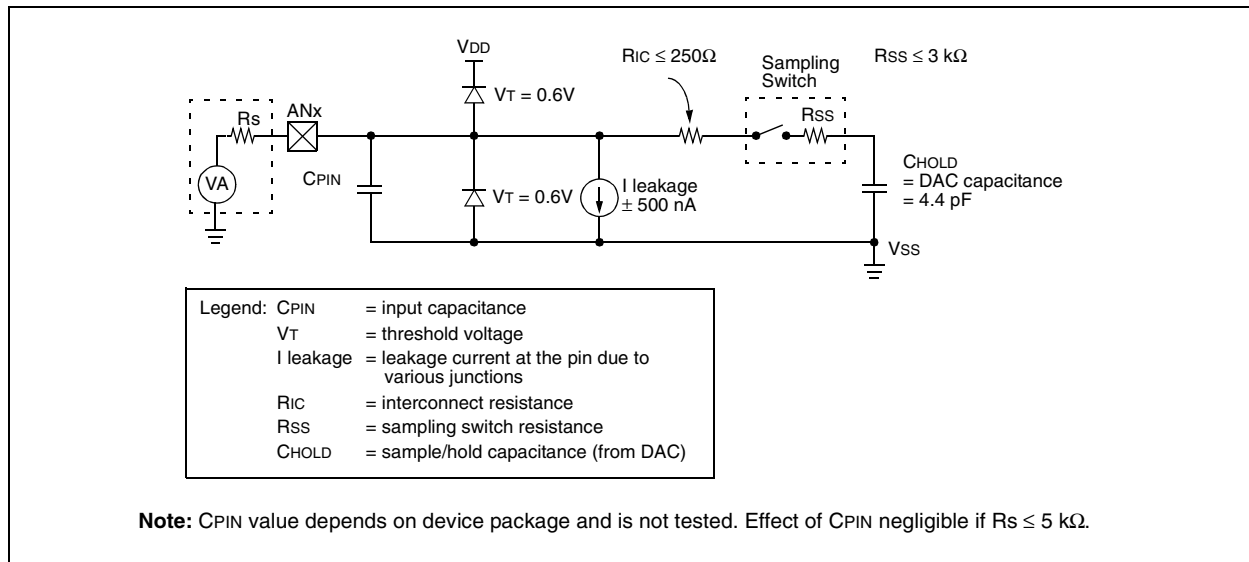 VDD
RIC ≤ 250Ω
Sampling
Switch
RSS ≤ 3 kΩ
VT = 0.6V
Rs
ANx
RSS
CPIN
VA
VT = 0.6V
I leakage
± 500 nA
CHOLD
= DAC capacitance
= 4.4 pF
VSS
Legend: CPIN = input capacitance
VT = threshold voltage
I leakage = leakage current at the pin due to
various junctions
RIC = interconnect resistance
RSS = sampling switch resistance
CHOLD = sample/hold capacitance (from DAC)
Note: CPIN value depends on device package and is not tested. Effect of CPIN negligible if Rs ≤ 5 kΩ.